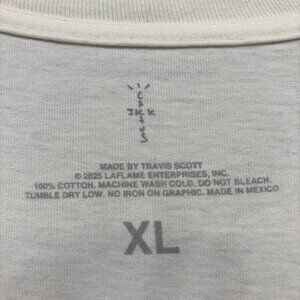 CACTUS
JACK
MADE BY TRAVIS SCOTT
© 2025 LAFLAME ENTERPRISES, INC.
100% COTTON. MACHINE WASH COLD. DO NOT BLEACH.
TUMBLE DRY LOW. NO IRON ON GRAPHIC. MADE IN MEXICO
XL